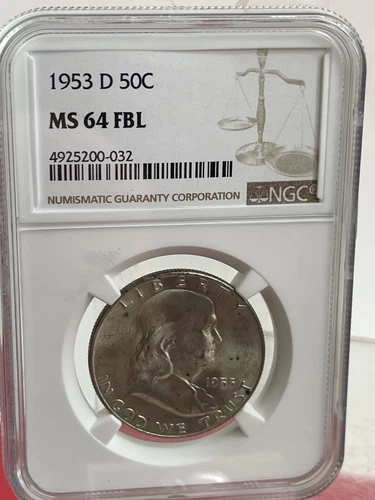 1953 D 50C
MS 64 FBL
4925200-032
NUMISMATIC GUARANTY CORPORATION
NGC
LIBERTY
1953
IN GOD WE TRUST